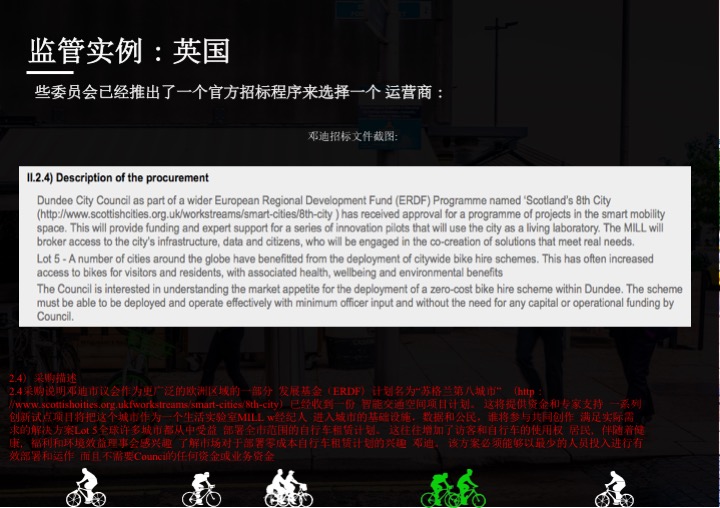 监管实例：英国
些委员会已经推出了一个官方招标程序来选择一个 运营商：
邓迪招标文件截图:
II.2.4) Description of the procurement
Dundee City Council as part of a wider European Regional Development Fund (ERDF) Programme named 'Scotland's 8th City
(http://www.scottishcities.org.uk/workstreams/smart-cities/8th-city ) has received approval for a programme of projects in the smart mobility
space. This will provide funding and expert support for a series of innovation pilots that will use the city as a living laboratory. The MILL will
broker access to the city's infrastructure, data and citizens, who will be engaged in the co-creation of solutions that meet real needs.
Lot 5 - A number of cities around the globe have benefitted from the deployment of citywide bike hire schemes. This has often increased
access to bikes for visitors and residents, with associated health, wellbeing and environmental benefits
The Council is interested in understanding the market appetite for the deployment of a zero-cost bike hire scheme within Dundee. The scheme
must be able to be deployed and operate effectively with minimum officer input and without the need for any capital or operational funding by
Council.
2.4）采购描述
2.4采购说明邓迪市议会作为更广泛的欧洲区域的一部分 发展基金（ERDF）计划名为“苏格兰第八城市” （http：
//www.scottishcities.org.uk/workstreams/smart-cities/8th-city）已经收到一份 智能交通空间项目计划。 这将提供资金和专家支持 一系列
创新试点项目将把这个城市作为一个生活实验室MILL w经纪人 进入城市的基础设施，数据和公民，谁将参与共同创作 满足实际需
求的解决方案Lot 5全球许多城市都从中受益 部署全市范围的自行车租赁计划。 这往往增加了访客和自行车的使用权 居民，伴随着健
康，福利和环境效益理事会感兴趣 了解市场对于部署零成本自行车租赁计划的兴趣 邓迪。 该方案必须能够以最少的人员投入进行有
效部署和运作 而且不需要Council的任何资金或业务资金